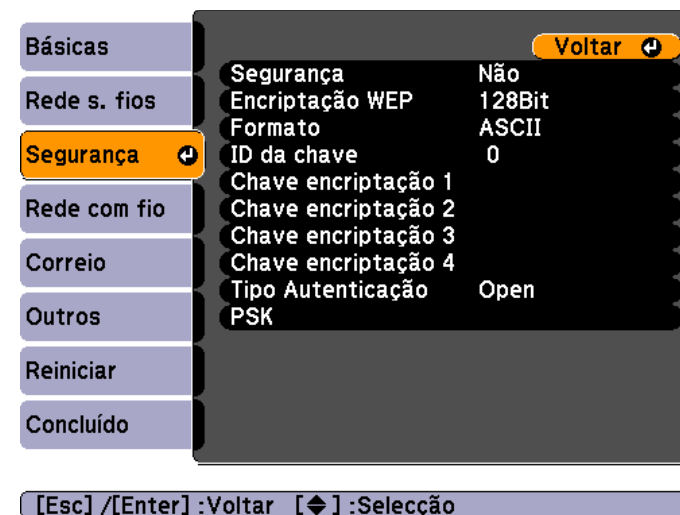 Básicas
Rede s. fios
Segurança
Rede com fio
Correio
Outros
Reiniciar
Concluído
Voltar
Segurança Não
Encriptação WEP 128Bit
Formato ASCII
ID da chave 0
Chave encriptação 1
Chave encriptação 2
Chave encriptação 3
Chave encriptação 4
Tipo Autenticação Open
PSK
[Esc] /[Enter] :Voltar [◆] :Selecção